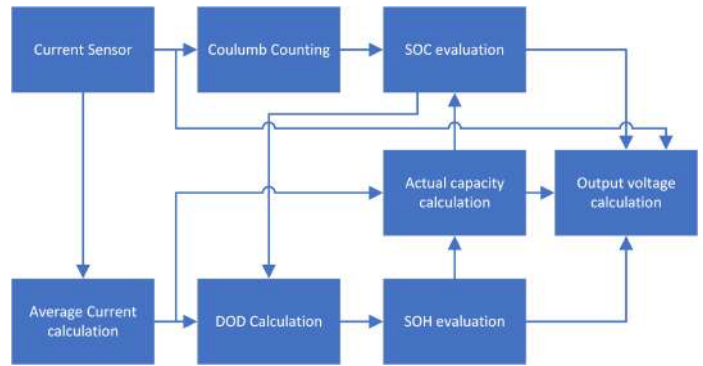 Current Sensor
Coulumb Counting
SOC evaluation
Actual capacity
calculation
Output voltage
calculation
Average Current
calculation
DOD Calculation
SOH evaluation